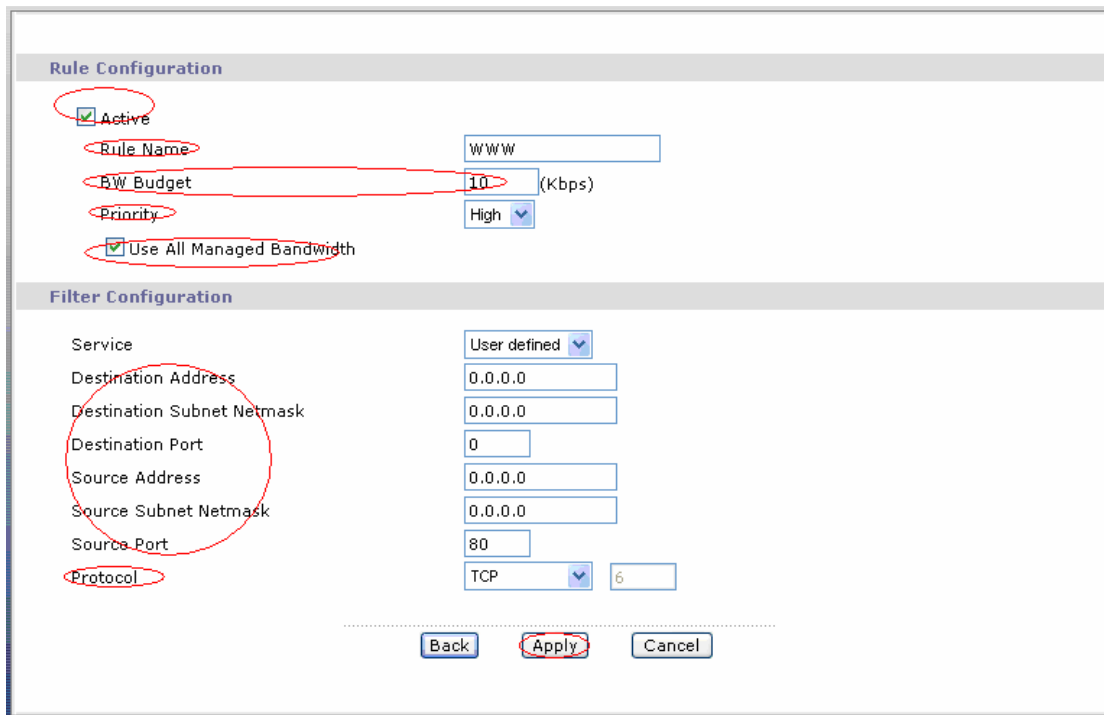 Rule Configuration
Active
Rule Name WWW
BW Budget 10 (Kbps)
Priority High
Use All Managed Bandwidth
Filter Configuration
Service User defined
Destination Address 0.0.0.0
Destination Subnet Netmask 0.0.0.0
Destination Port 0
Source Address 0.0.0.0
Source Subnet Netmask 0.0.0.0
Source Port 80
Protocol TCP 6
Back Apply Cancel